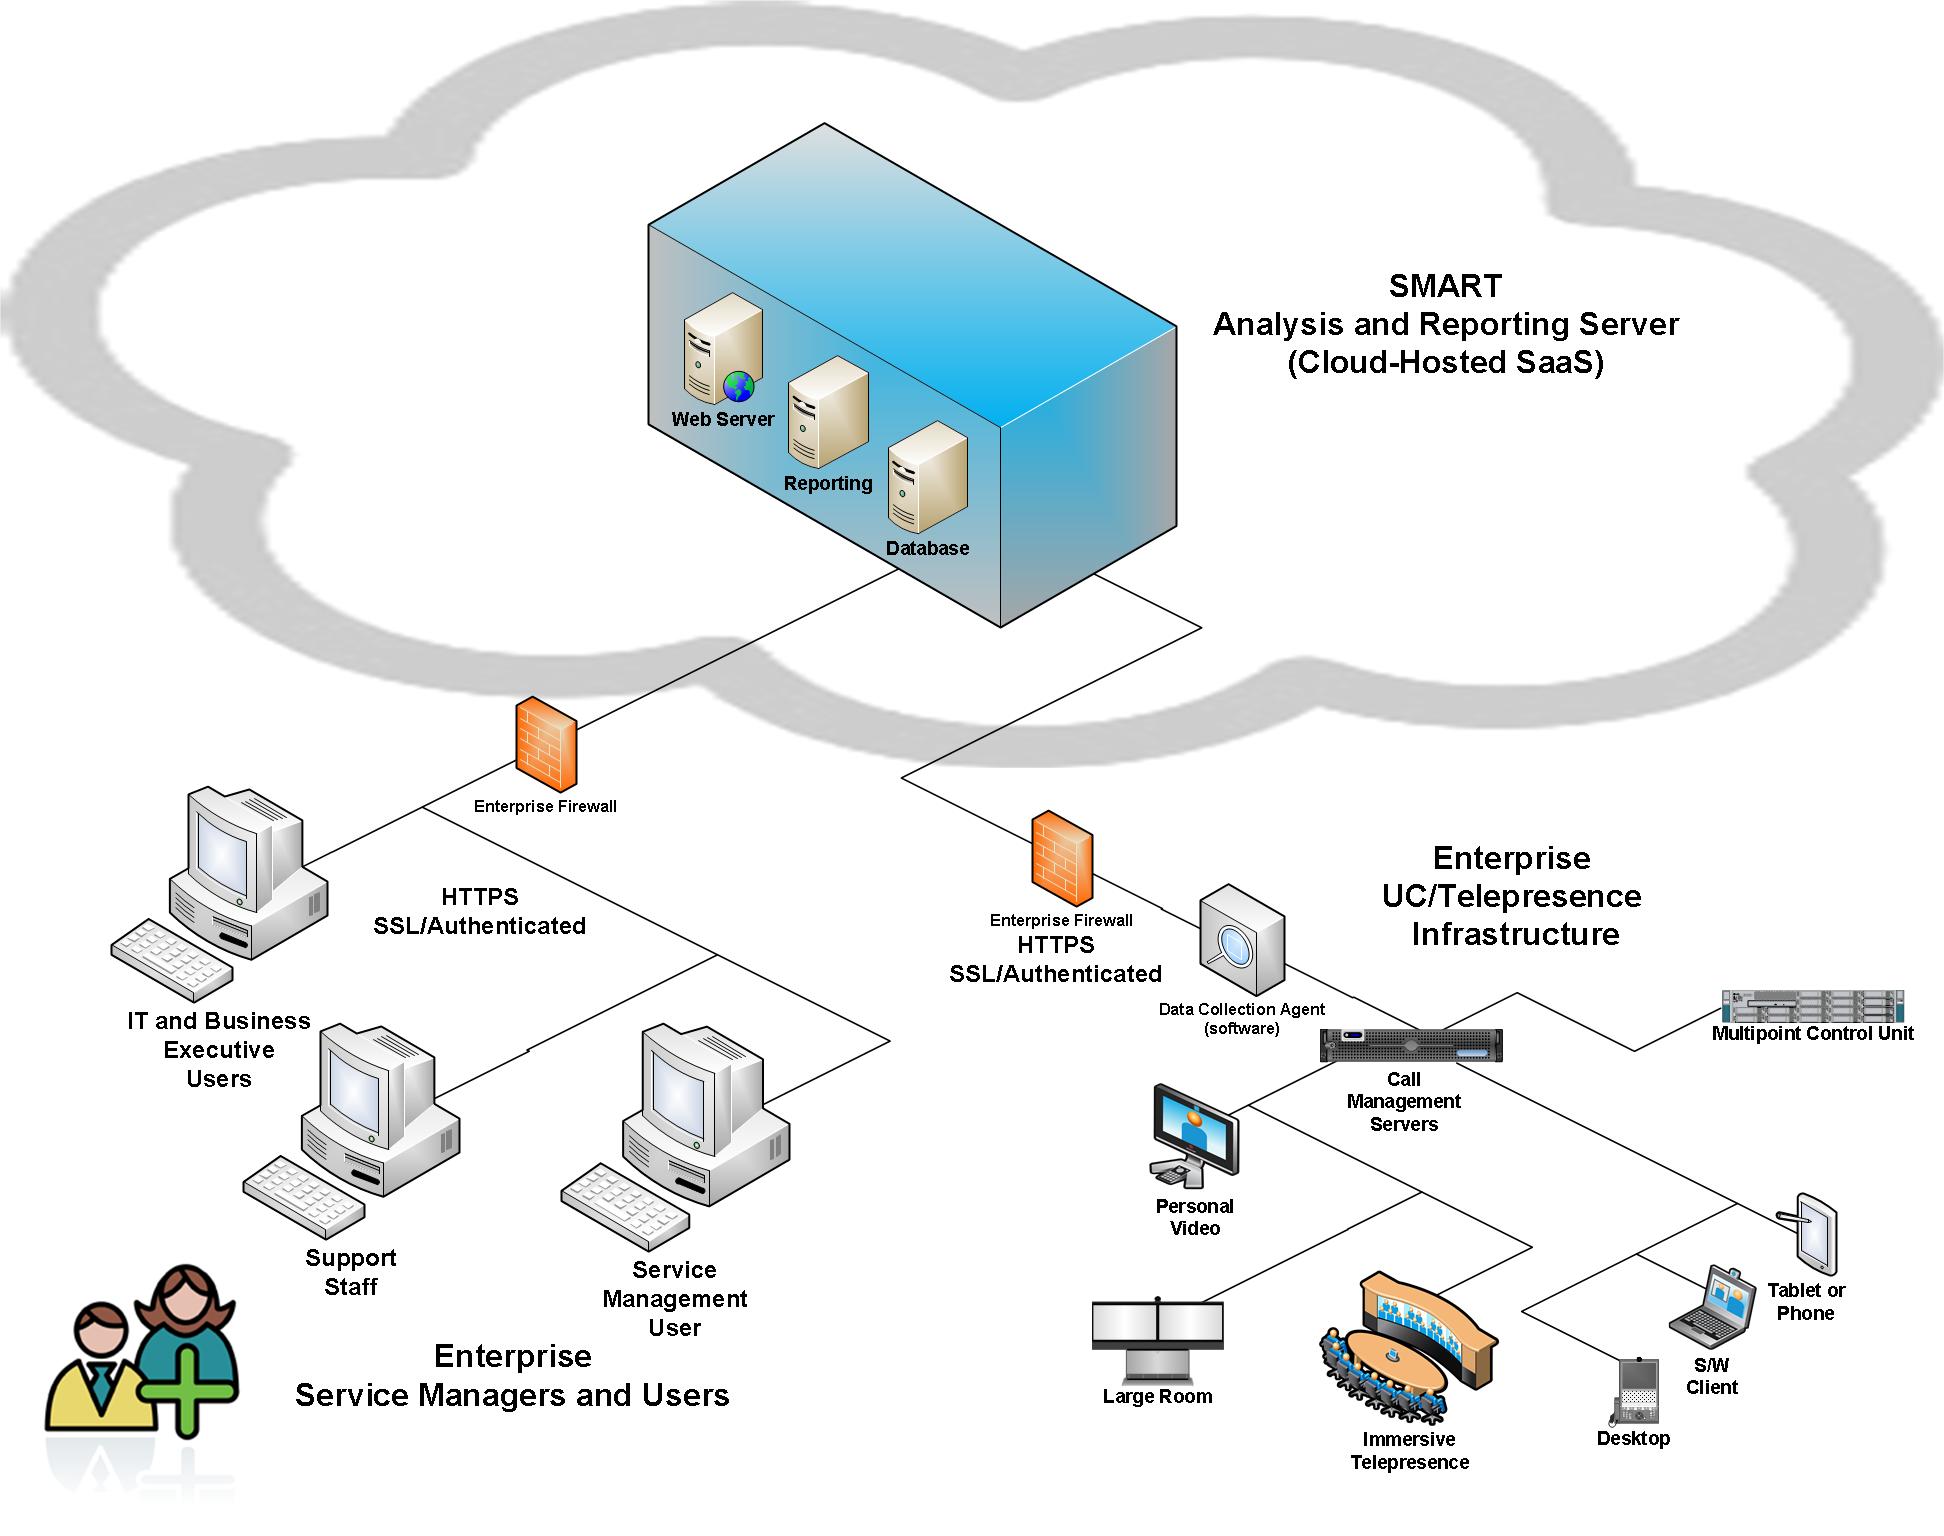 SMART
Analysis and Reporting Server
(Cloud-Hosted SaaS)
Web Server
Reporting
Database
Enterprise Firewall
HTTPS
SSL/Authenticated
IT and Business
Executive
Users
Support
Staff
Service
Management
User
Enterprise
Service Managers and Users
Enterprise Firewall
HTTPS
SSL/Authenticated
Enterprise
UC/Telepresence
Infrastructure
Data Collection Agent
(software)
Multipoint Control Unit
Call
Management
Servers
Personal
Video
Large Room
Immersive
Telepresence
Tablet or
Phone
S/W
Client
Desktop